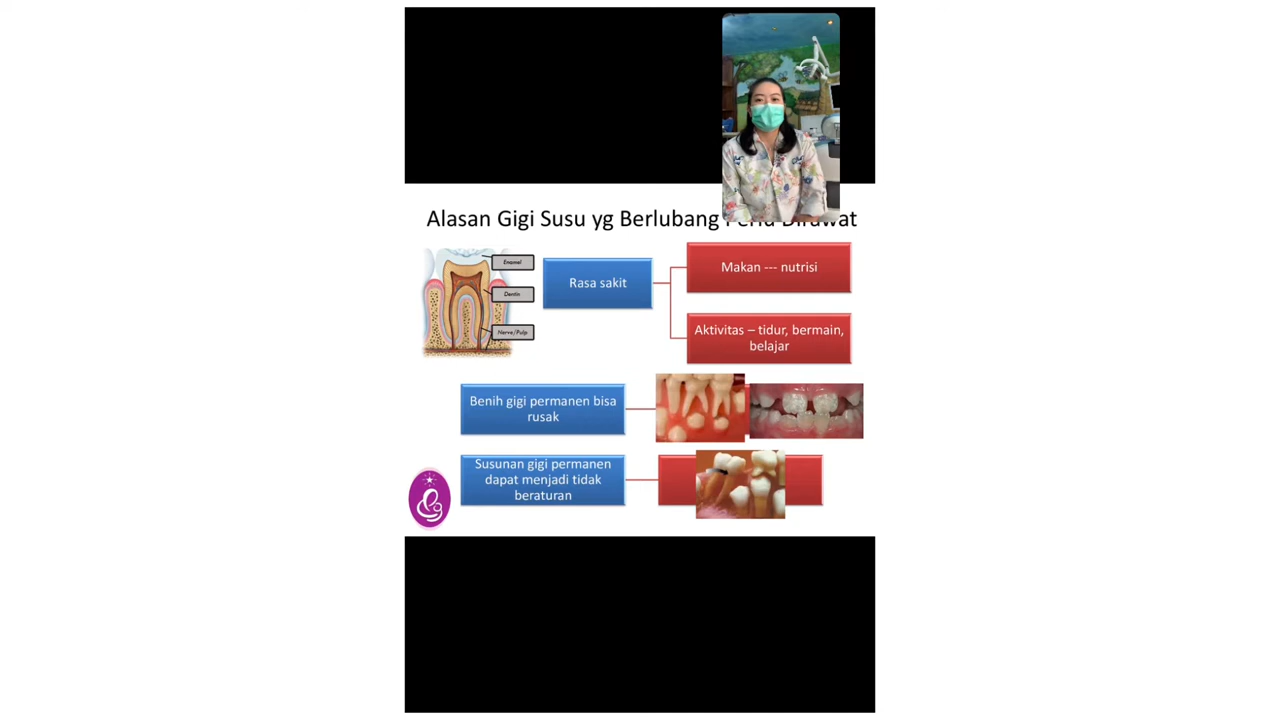 Alasan Gigi Susu yg Berlubang Dirawat
Enamel
Dentin
Nerve/Pulp
Rasa sakit
Makan --- nutrisi
Aktivitas – tidur, bermain,
belajar
Benih gigi permanen bisa
rusak
Susunan gigi permanen
dapat menjadi tidak
beraturan